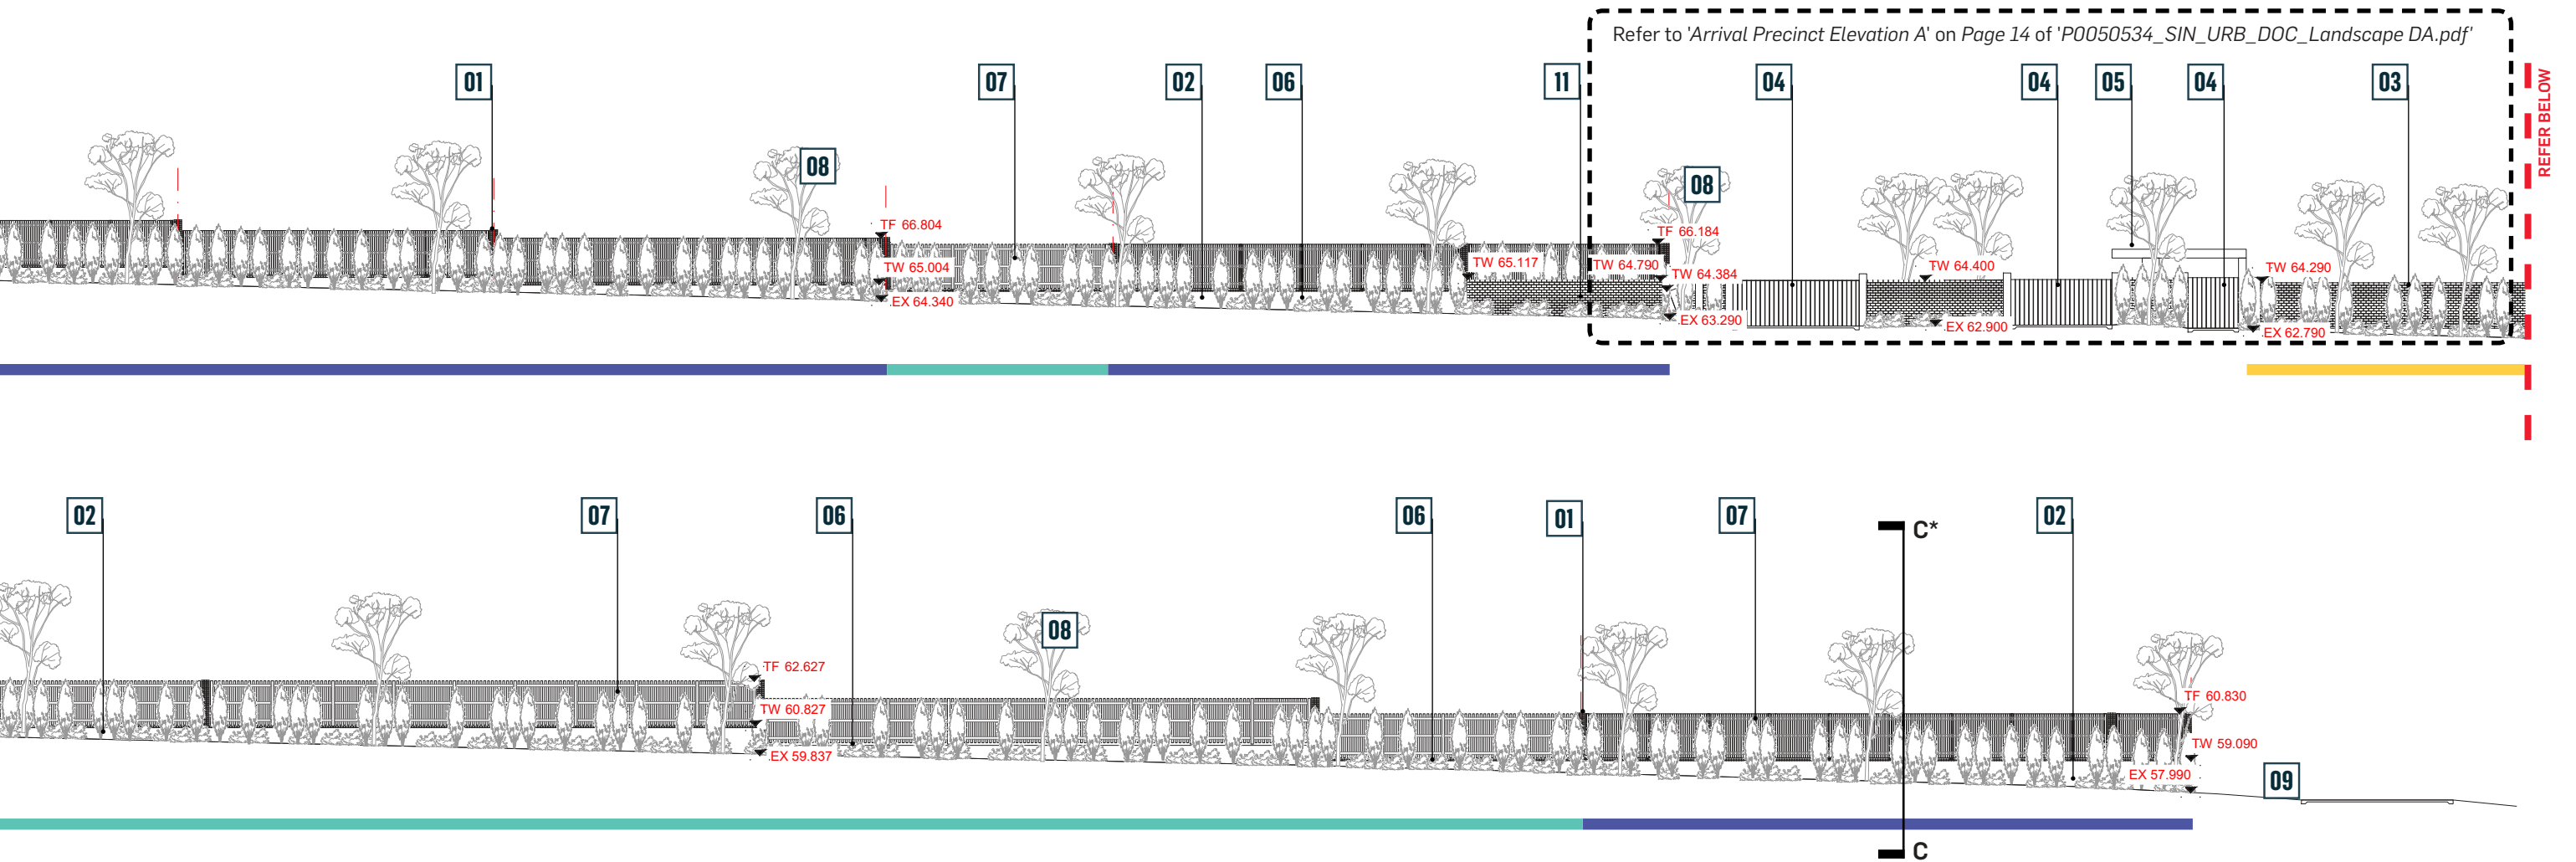 Refer to 'Arrival Precinct Elevation A' on Page 14 of 'P0050534_SIN_URB_DOC_Landscape DA.pdf'
01
07
02
06
11
04
04
05
04
03
REFER BELOW
08
08
TF 66.804
TW 65.004
EX 64.340
TW 65.117
TW 64.790
TF 66.184
TW 64.384
EX 63.290
TW 64.400
EX 62.900
TW 64.290
EX 62.790
02
07
06
06
01
07
C*
02
08
TF 62.627
TW 60.827
EX 59.837
TF 60.830
TW 59.090
EX 57.990
09
C